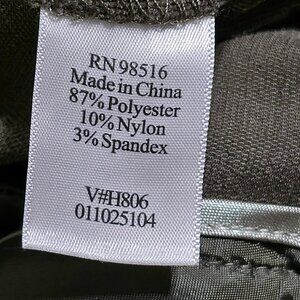 RN 98516
Made in China
87% Polyester
10% Nylon
3% Spandex
V#H806
011025104